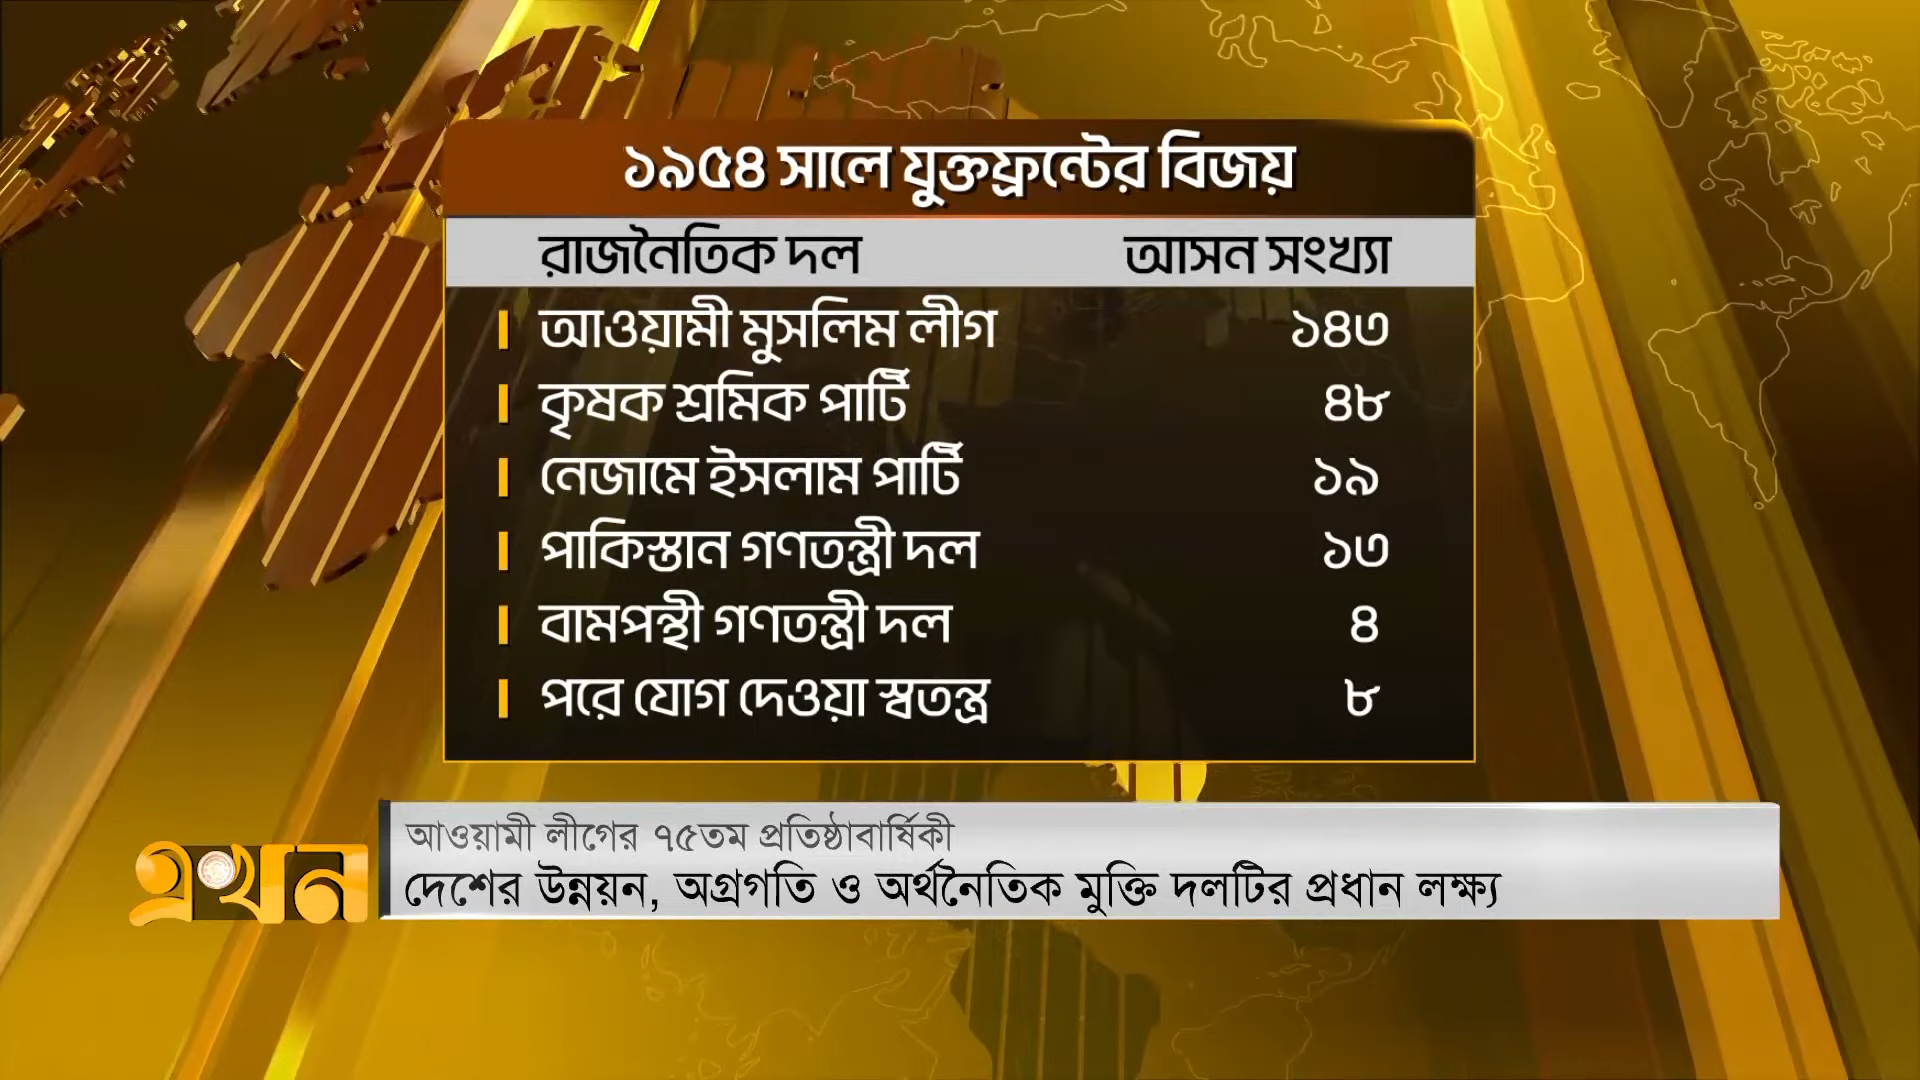 ১৯৫৪ সালে যুক্তফ্রন্টের বিজয়
রাজনৈতিক দল আসন সংখ্যা
আওয়ামী মুসলিম লীগ ১৪৩
কৃষক শ্রমিক পার্টি ৪৮
নেজামে ইসলাম পার্টি ১৯
পাকিস্তান গণতন্ত্রী দল ১৩
বামপন্থী গণতন্ত্রী দল ৪
পরে যোগ দেওয়া স্বতন্ত্র ৮
আওয়ামী লীগের ৭৫তম প্রতিষ্ঠাবার্ষিকী
এখন
দেশের উন্নয়ন, অগ্রগতি ও অর্থনৈতিক মুক্তি দলটির প্রধান লক্ষ্য